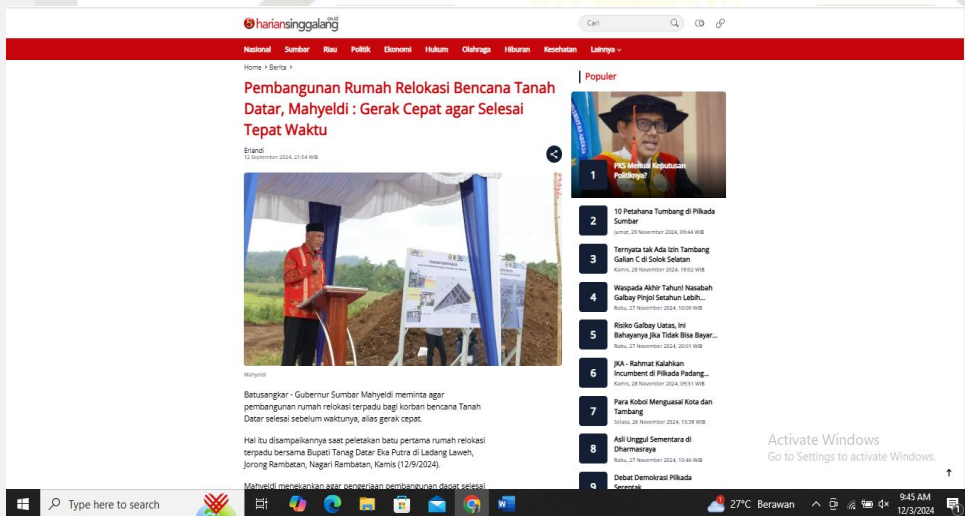 hariansinggalang
co.id
Cari
Nasional Sumbar Riau Politik Ekonomi Hukum Olahraga Hiburan Kesehatan Lainnya
Home Berita
Pembangunan Rumah Relokasi Bencana Tanah
Datar, Mahyeldi : Gerak Cepat agar Selesai
Tepat Waktu
Eriandi
12 September 2024, 21:54 WIB
Mahyeldi
Batusangkar - Gubernur Sumbar Mahyeldi meminta agar
pembangunan rumah relokasi terpadu bagi korban bencana Tanah
Datar selesai sebelum waktunya, alias gerak cepat.
Hal itu disampaikannya saat peletakan batu pertama rumah relokasi
terpadu bersama Bupati Tanag Datar Eka Putra di Ladang Laweh,
Jorong Rambatan, Nagari Rambatan, Kamis (12/9/2024).
Mahyeldi menekankan agar pengerjaan pembangunan dapat selesai
Populer
1
PKS Menuai Keputusan
Politiknya?
2
10 Petahana Tumbang di Pilkada
Sumbar
Jumat, 29 November 2024, 09:44 WIB
3
Ternyata tak Ada Izin Tambang
Galian C di Solok Selatan
Kamis, 28 November 2024, 18:02 WIB
4
Waspada Akhir Tahun! Nasabah
Galbay Pinjol Setahun Lebih...
Rabu, 27 November 2024, 10:00 WIB
5
Risiko Galbay Uatas, Ini
Bahayanya Jika Tidak Bisa Bayar...
Rabu, 27 November 2024, 20:01 WIB
6
JKA - Rahmat Kalahkan
Incumbent di Pilkada Padang...
Kamis, 28 November 2024, 09:31 WIB
7
Para Koboi Menguasai Kota dan
Tambang
Selasa, 26 November 2024, 13:38 WIB
8
Asli Unggul Sementara di
Dharmasraya
Rabu, 27 November 2024, 15:46 WIB
9
Debat Demokrasi Pilkada
Serentak
Activate Windows
Go to Settings to activate Windows.
Type here to search
27°C Berawan
9:45 AM
12/3/2024